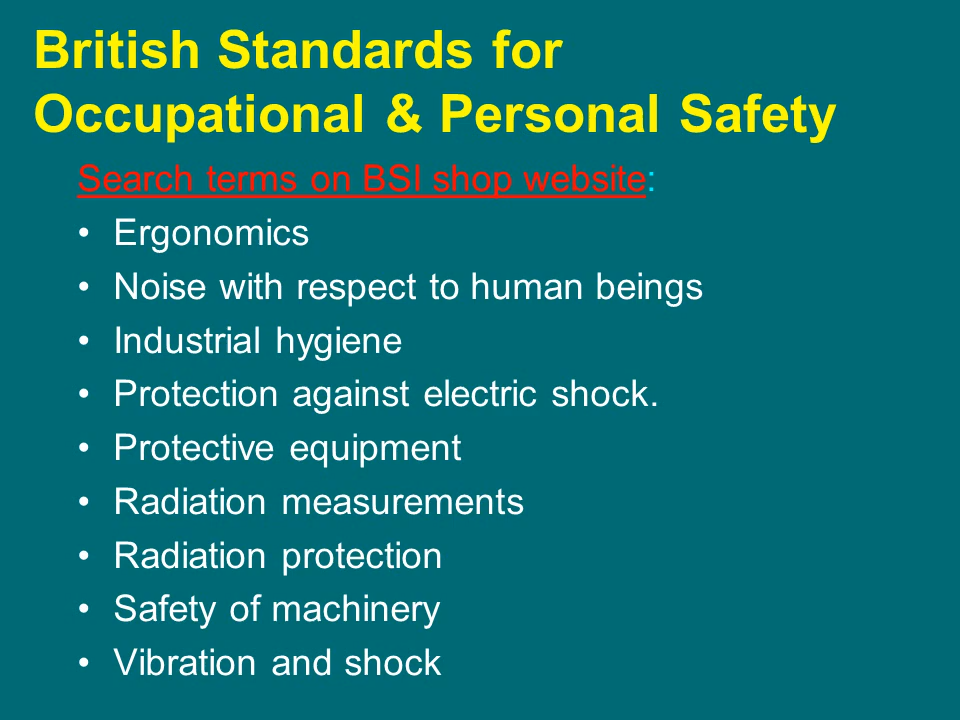 British Standards for
Occupational & Personal Safety
Search terms on BSI shop website:
• Ergonomics
• Noise with respect to human beings
• Industrial hygiene
• Protection against electric shock.
• Protective equipment
• Radiation measurements
• Radiation protection
• Safety of machinery
• Vibration and shock